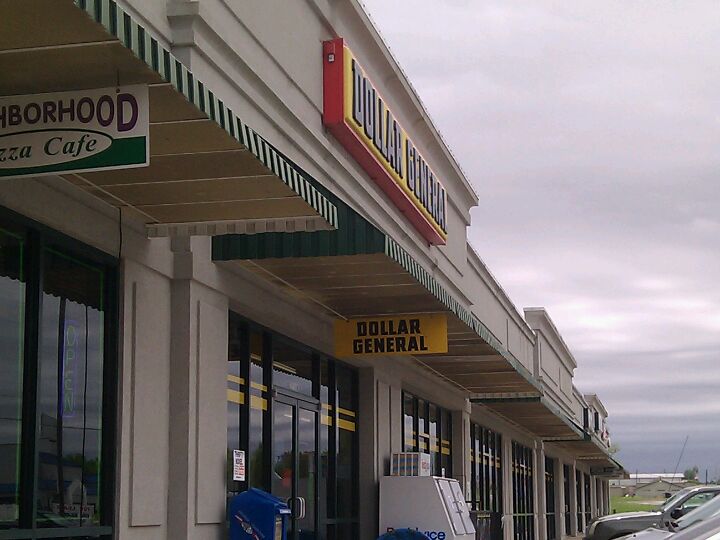 HBORHOOD
zza Cafe
DOLLAR GENERAL
DOLLAR
GENERAL
OPEN